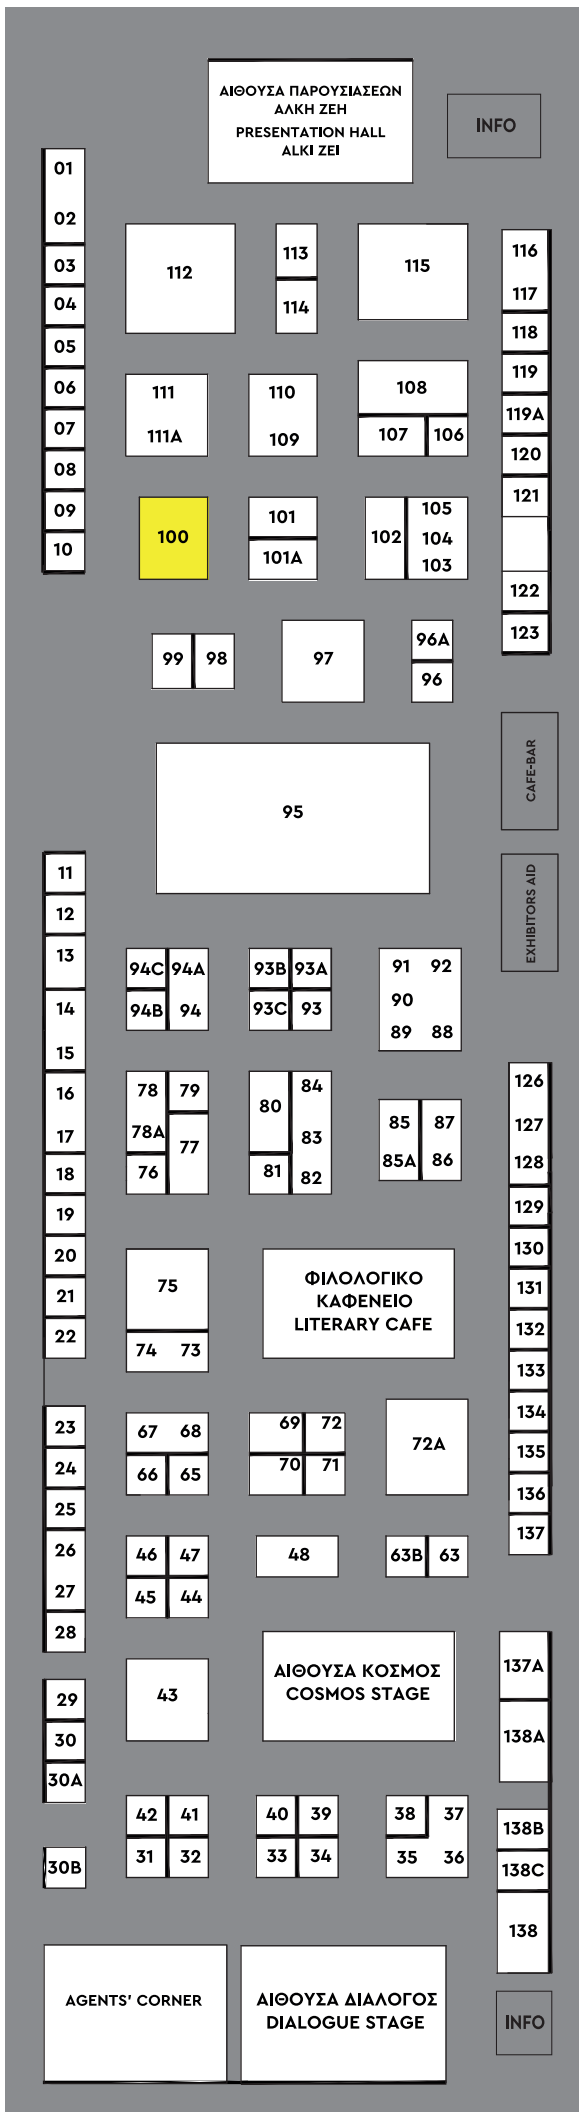 ΑΙΘΟΥΣΑ ΠΑΡΟΥΣΙΑΣΕΩΝ
ΑΛΚΗ ΖΕΗ
PRESENTATION HALL
ALKI ZEI
INFO
01
02
03
04
05
06
07
08
09
10
112
113
114
115
116
117
118
119
119A
120
121
122
123
111
111A
110
109
108
107 106
100
101
101A
102
105
104
103
99 98
97
96A
96
95
CAFE-BAR
EXHIBITORS AID
11
12
13
14
15
16
17
18
19
20
21
22
94C 94A
94B 94
93B 93A
93C 93
91 92
90
89 88
78 79
78A 77
76
80
81
84
83
82
85 87
85A 86
126
127
128
129
130
131
132
133
134
135
136
137
75
74 73
ΦΙΛΟΛΟΓΙΚΟ
ΚΑΦΕΝΕΙΟ
LITERARY CAFE
23
24
25
26
27
28
67 68
66 65
69 72
70 71
72A
46 47
45 44
48
63B 63
43
ΑΙΘΟΥΣΑ ΚΟΣΜΟΣ
COSMOS STAGE
137A
138A
138B
138C
138
29
30
30A
30B
42 41
31 32
40 39
33 34
38 37
35 36
AGENTS' CORNER
ΑΙΘΟΥΣΑ ΔΙΑΛΟΓΟΣ
DIALOGUE STAGE
INFO